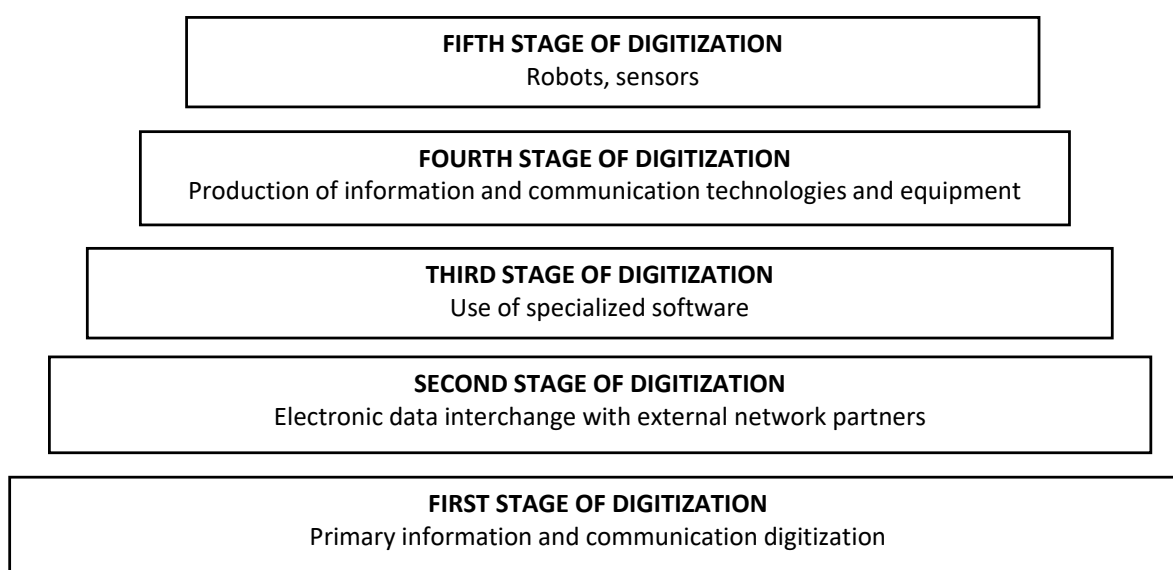 FIFTH STAGE OF DIGITIZATION
Robots, sensors
FOURTH STAGE OF DIGITIZATION
Production of information and communication technologies and equipment
THIRD STAGE OF DIGITIZATION
Use of specialized software
SECOND STAGE OF DIGITIZATION
Electronic data interchange with external network partners
FIRST STAGE OF DIGITIZATION
Primary information and communication digitization